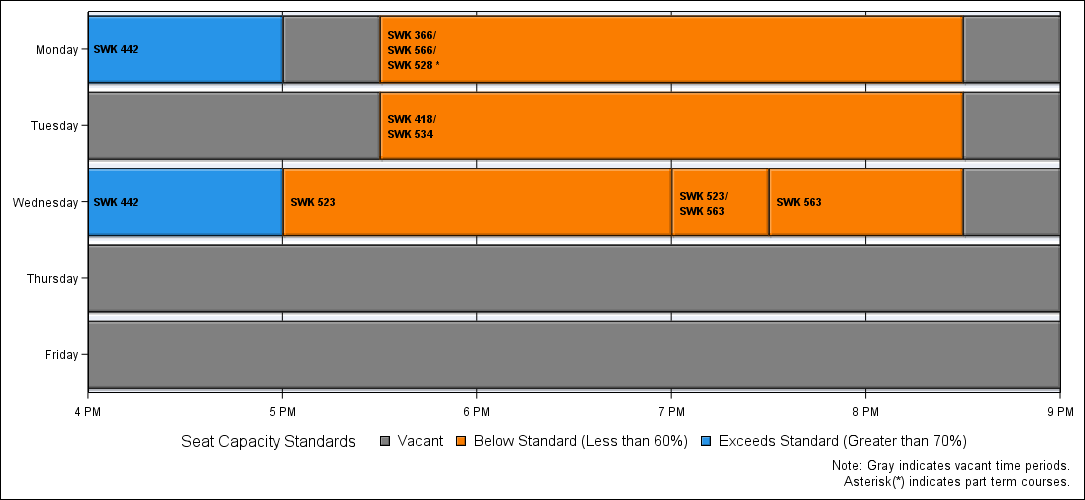 Monday
SWK 442
SWK 366/
SWK 566/
SWK 528 *
Tuesday
SWK 418/
SWK 534
Wednesday
SWK 442
SWK 523
SWK 523/
SWK 563
SWK 563
Thursday
Friday
4 PM 5 PM 6 PM 7 PM 8 PM 9 PM
Seat Capacity Standards Vacant Below Standard (Less than 60%) Exceeds Standard (Greater than 70%)
Note: Gray indicates vacant time periods.
Asterisk(*) indicates part term courses.